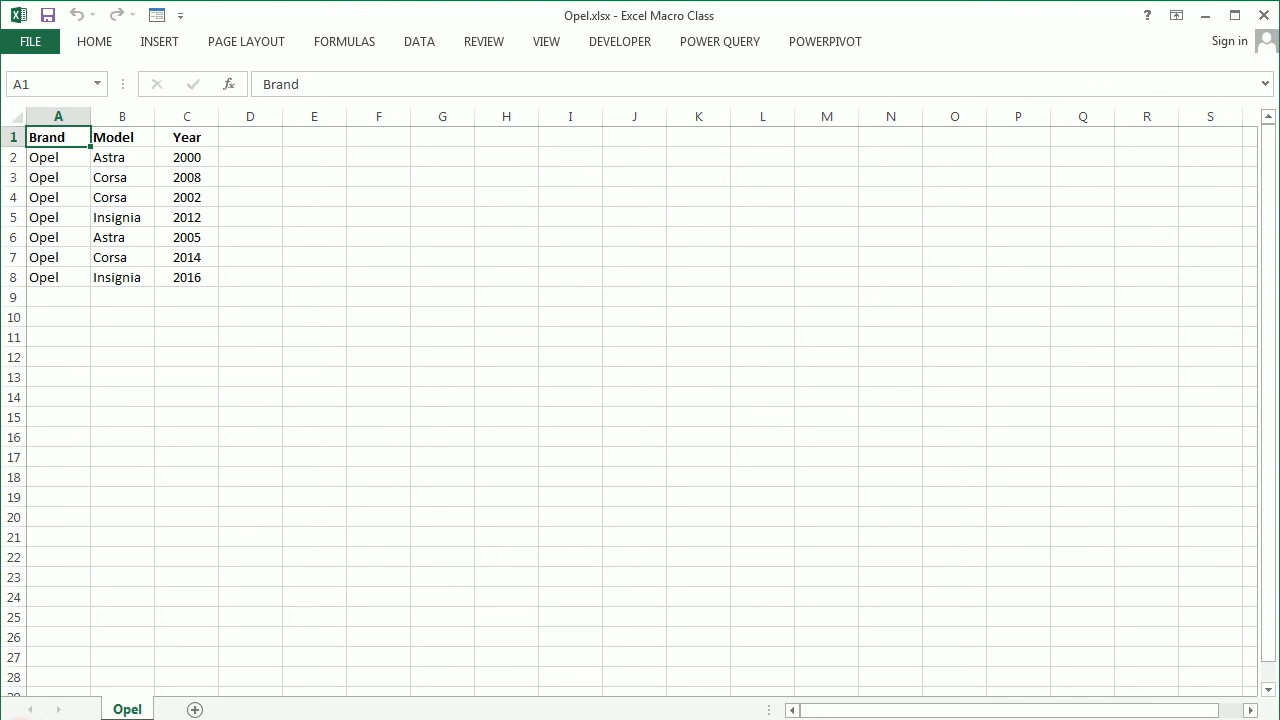 Opel.xlsx - Excel Macro Class ?
FILE HOME INSERT PAGE LAYOUT FORMULAS DATA REVIEW VIEW DEVELOPER POWERQUERY POWERPIVOT Sign in
A1 fx Brand
A B C D E F G H I J K L M N O P Q R S
1 Brand Model Year
2 Opel Astra 2000
3 Opel Corsa 2008
4 Opel Corsa 2002
5 Opel Insignia 2012
6 Opel Astra 2005
7 Opel Corsa 2014
8 Opel Insignia 2016
9
10
11
12
13
14
15
16
17
18
19
20
21
22
23
24
25
26
27
28
29
Opel